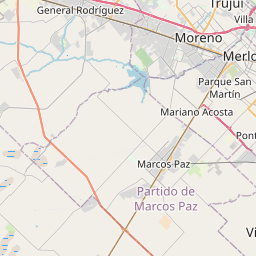 Trujui
General Rodríguez
Villa
Moreno
Merlo
Parque San
Martín
Mariano Acosta
Pont
Marcos Paz
Partido de
Marcos Paz
Vi